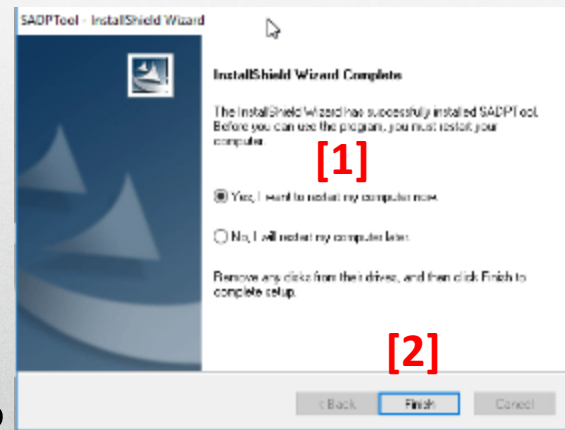 SADPTool - InstallShield Wizard
InstallShield Wizard Complete
The InstallShield Wizard has successfully installed SADPTool.
Before you can use the program, you must restart your
computer.
[1]
Yes, I want to restart my computer now.
No, I will restart my computer later.
Remove any disks from their drives, and then click Finish to
complete setup.
[2]
< Back
Finish
Cancel